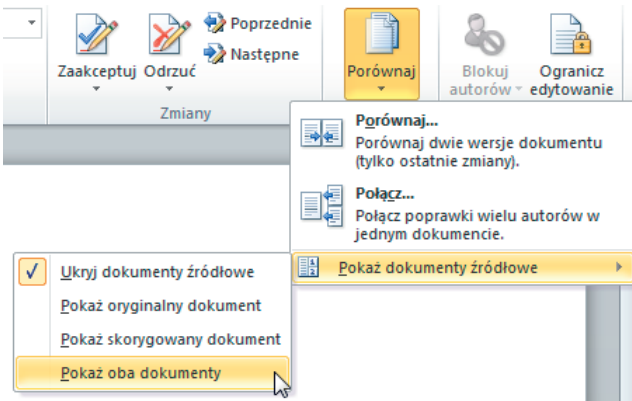 Zaakceptuj Odrzuć
Poprzednie
Następne
Zmiany
Porównaj
Blokuj
autorów
Ogranicz
edytowanie
Porównaj...
Porównaj dwie wersje dokumentu
(tylko ostatnie zmiany).
Połącz...
Połącz poprawki wielu autorów w
jednym dokumencie.
Pokaż dokumenty źródłowe
Ukryj dokumenty źródłowe
Pokaż oryginalny dokument
Pokaż skorygowany dokument
Pokaż oba dokumenty